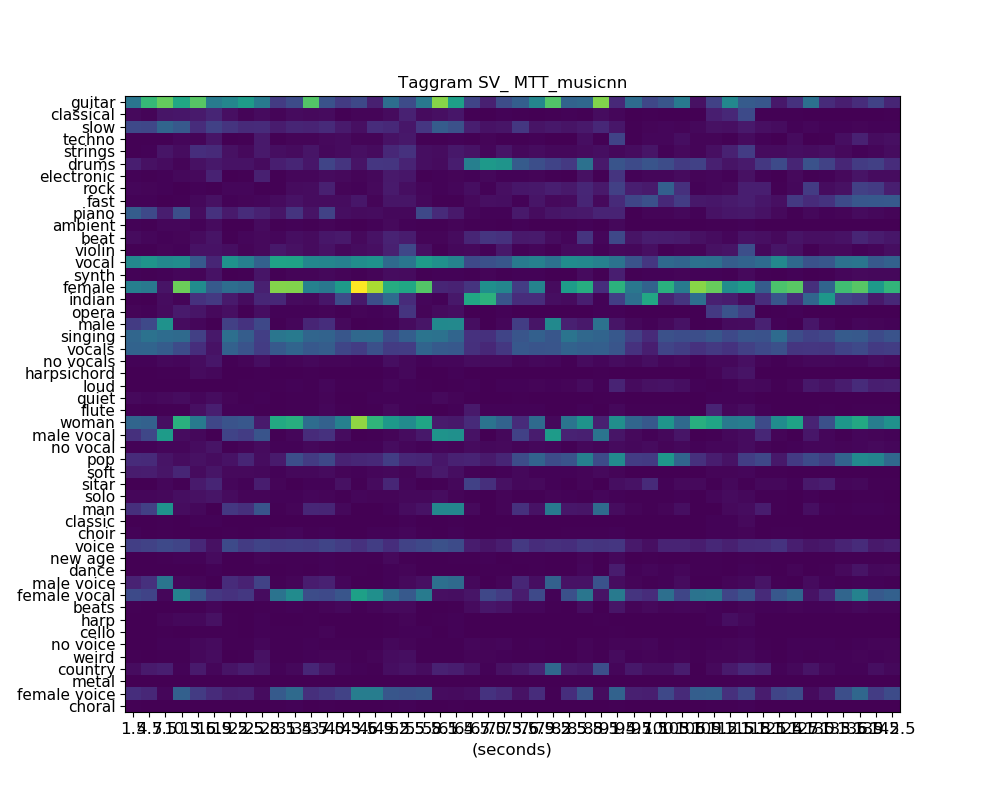 Taggram SV_ MTT_musicnn
guitar
classical
slow
techno
strings
drums
electronic
rock
fast
piano
ambient
beat
violin
vocal
synth
female
indian
opera
male
singing
vocals
no vocals
harpsichord
loud
quiet
flute
woman
male vocal
no vocal
pop
soft
sitar
solo
man
classic
choir
voice
new age
dance
male voice
female vocal
beats
harp
cello
no voice
weird
country
metal
female voice
choral
(seconds)